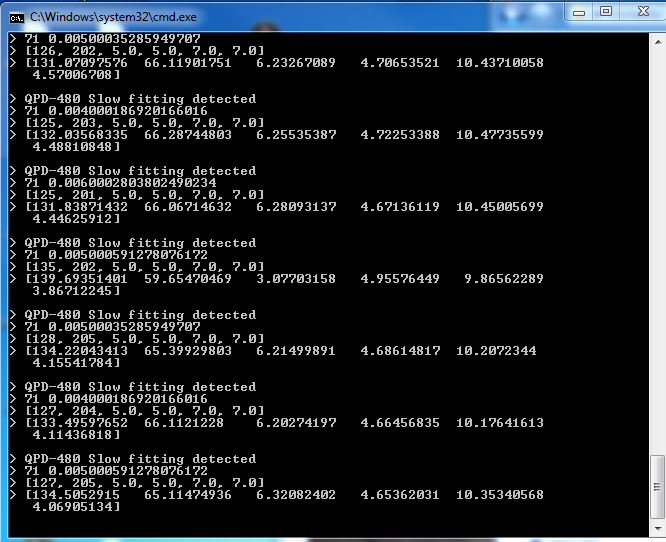 C:\Windows\system32\cmd.exe
> 71 0.00500035285949707
> [126, 202, 5.0, 5.0, 7.0, 7.0]
> [131.07097576 66.11901751 6.23267089 4.70653521 10.43710058
4.57006708]
> QPD-480 Slow fitting detected
> 71 0.004000186920166016
> [125, 203, 5.0, 5.0, 7.0, 7.0]
> [132.03568335 66.28744803 6.25535387 4.72253388 10.47735599
4.48810848]
> QPD-480 Slow fitting detected
> 71 0.0060002803802490234
> [125, 201, 5.0, 5.0, 7.0, 7.0]
> [131.83871432 66.06714632 6.28093137 4.67136119 10.45005699
4.44625912]
> QPD-480 Slow fitting detected
> 71 0.005000591278076172
> [135, 202, 5.0, 5.0, 7.0, 7.0]
> [139.69351401 59.65470469 3.07703158 4.95576449 9.86562289
3.86712245]
> QPD-480 Slow fitting detected
> 71 0.00500035285949707
> [128, 205, 5.0, 5.0, 7.0, 7.0]
> [134.22043413 65.39929803 6.21499891 4.68614817 10.2072344
4.15541784]
> QPD-480 Slow fitting detected
> 71 0.004000186920166016
> [127, 204, 5.0, 5.0, 7.0, 7.0]
> [133.49597652 66.1121228 6.20274197 4.66456835 10.17641613
4.11436818]
> QPD-480 Slow fitting detected
> 71 0.005000591278076172
> [127, 205, 5.0, 5.0, 7.0, 7.0]
> [134.5052915 65.11474936 6.32082402 4.65362031 10.35340568
4.06905134]